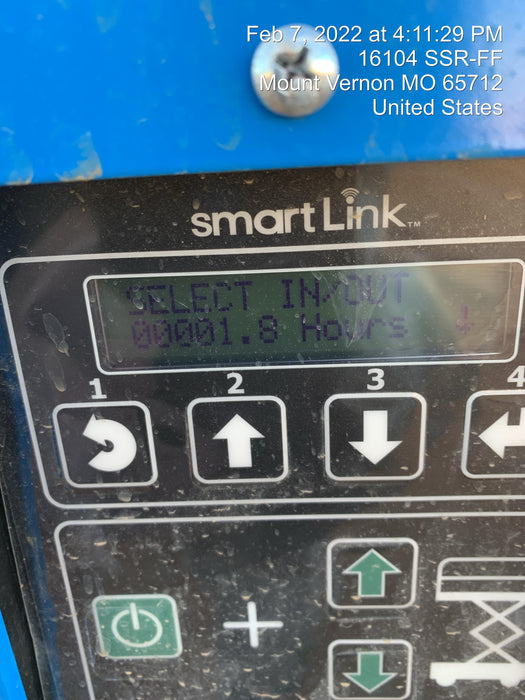 Feb 7, 2022 at 4:11:29 PM
16104 SSR-FF
Mount Vernon MO 65712
United States
smartLink™
SELECT IN/OUT
00001.8 Hours
1 2 3 4